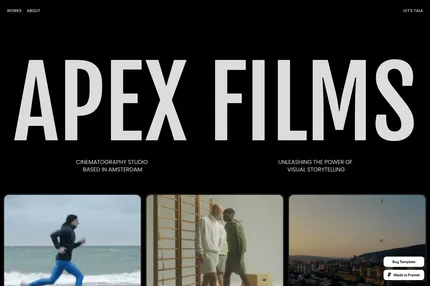 WORKS ABOUT LET'S TALK
APEX FILMS
CINEMATOGRAPHY STUDIO
BASED IN AMSTERDAM
UNLEASHING THE POWER OF
VISUAL STORYTELLING
Buy Template
Made in Framer